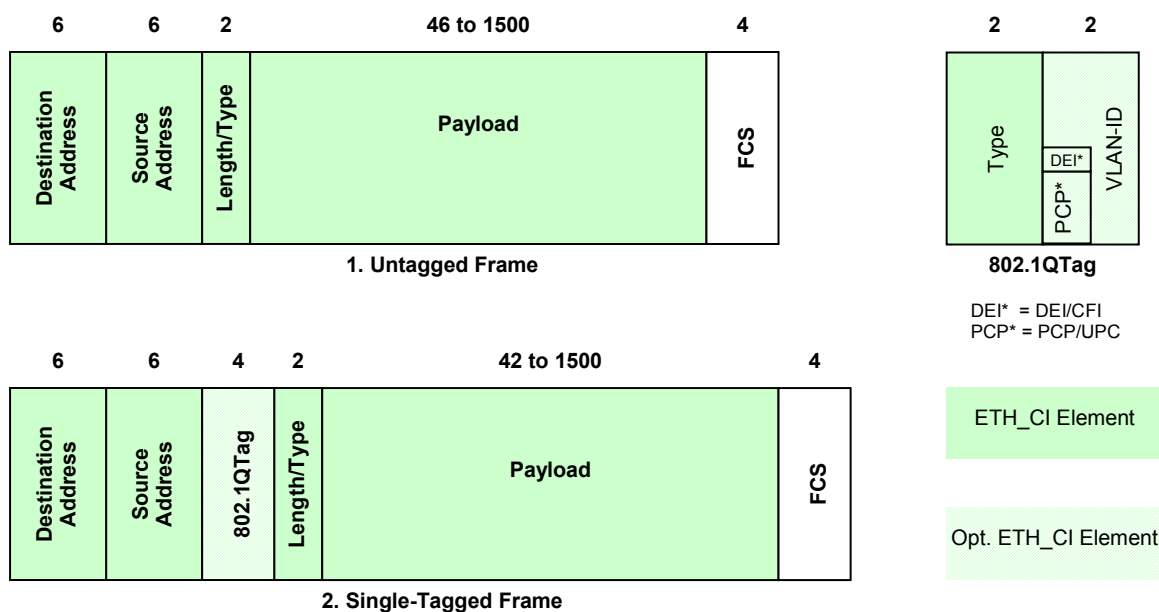 6 6 2 46 to 1500 4
Destination
Address
Source
Address
Length/Type
Payload
FCS
1. Untagged Frame
2 2
Type
DEI*
PCP*
VLAN-ID
802.1QTag
DEI* = DEI/CFI
PCP* = PCP/UPC
6 6 4 2 42 to 1500 4
Destination
Address
Source
Address
802.1QTag
Length/Type
Payload
FCS
2. Single-Tagged Frame
ETH_CI Element
Opt. ETH_CI Element